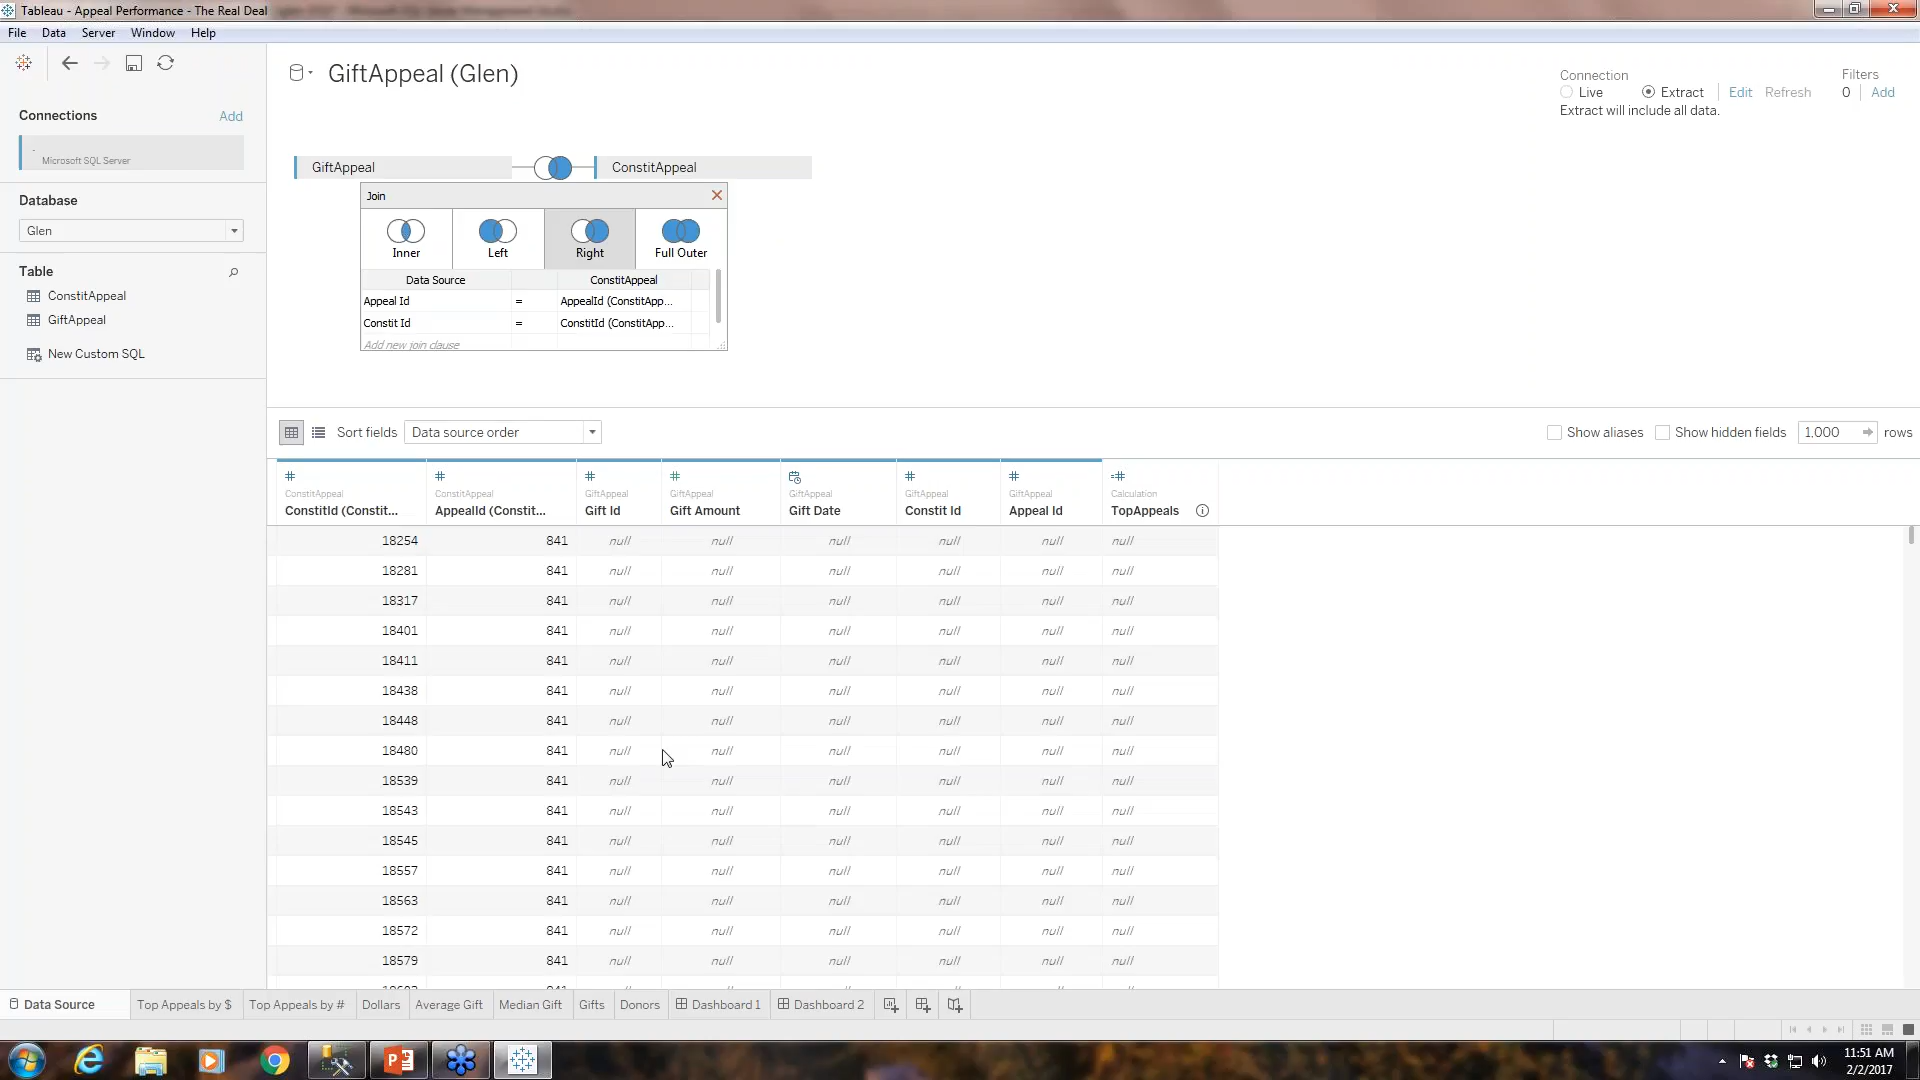 Tableau - Appeal Performance - The Real Deal
File Data Server Window Help
GiftAppeal (Glen)
Connection
Live Extract Edit Refresh
Extract will include all data.
Filters
0 Add
Connections Add
.
Microsoft SQL Server
Database
Glen
Table
ConstitAppeal
GiftAppeal
New Custom SQL
GiftAppeal ConstitAppeal
Join
Inner Left Right Full Outer
Data Source ConstitAppeal
Appeal Id = AppealId (ConstitApp...
Constit Id = ConstitId (ConstitApp...
Add new join clause
Sort fields Data source order Show aliases Show hidden fields 1,000 rows
# # # # # # =#
ConstitAppeal ConstitAppeal GiftAppeal GiftAppeal GiftAppeal GiftAppeal GiftAppeal Calculation
ConstitId (Constit... AppealId (Constit... Gift Id Gift Amount Gift Date Constit Id Appeal Id TopAppeals
18254 841 null null null null null null
18281 841 null null null null null null
18317 841 null null null null null null
18401 841 null null null null null null
18411 841 null null null null null null
18438 841 null null null null null null
18448 841 null null null null null null
18480 841 null null null null null null
18539 841 null null null null null null
18543 841 null null null null null null
18545 841 null null null null null null
18557 841 null null null null null null
18563 841 null null null null null null
18572 841 null null null null null null
18579 841 null null null null null null
Data Source Top Appeals by $ Top Appeals by # Dollars Average Gift Median Gift Gifts Donors Dashboard 1 Dashboard 2
11:51 AM
2/2/2017